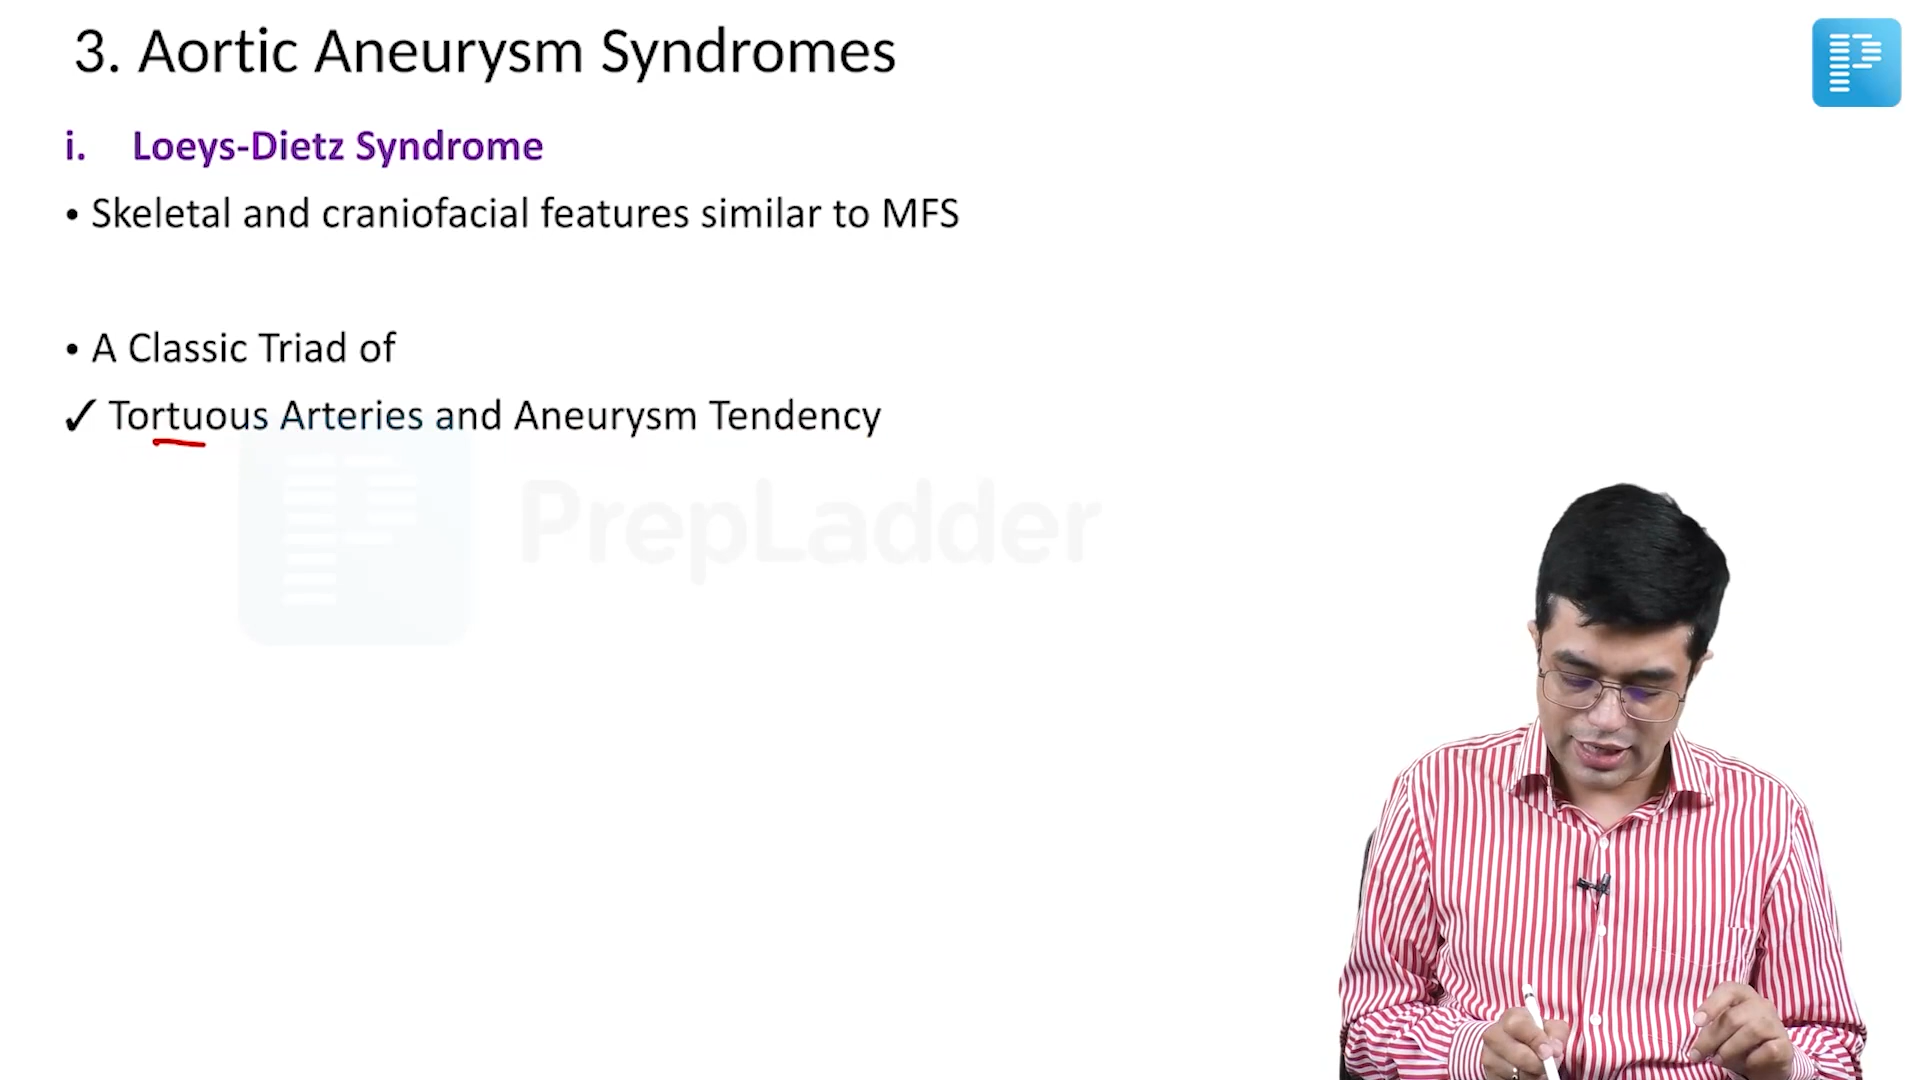 3. Aortic Aneurysm Syndromes
i. Loeys-Dietz Syndrome
• Skeletal and craniofacial features similar to MFS
• A Classic Triad of
✓ Tortuous Arteries and Aneurysm Tendency
PrepLadder